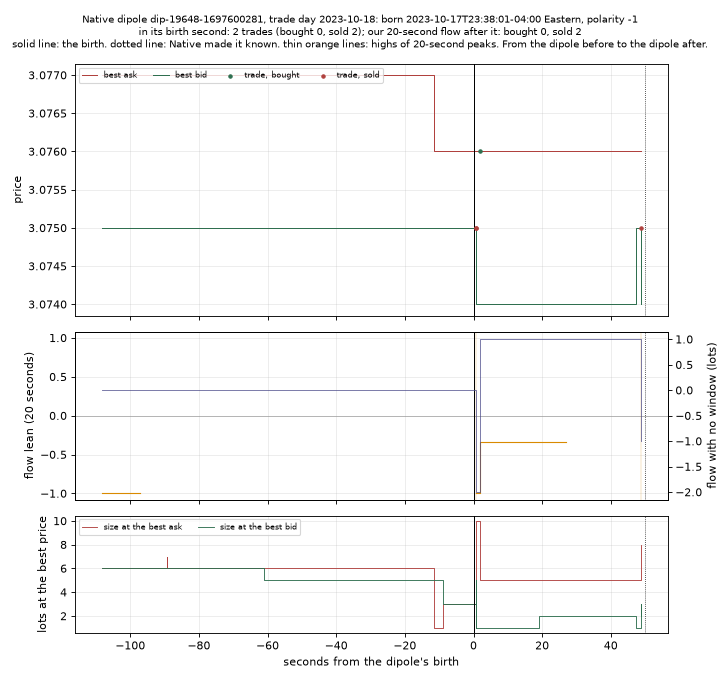 Native dipole dip-19648-1697600281, trade day 2023-10-18: born 2023-10-17T23:38:01-04:00 Eastern, polarity -1
in its birth second: 2 trades (bought 0, sold 2); our 20-second flow after it: bought 0, sold 2
solid line: the birth. dotted line: Native made it known. thin orange lines: highs of 20-second peaks. From the dipole before to the dipole after.
best ask best bid trade, bought trade, sold
3.0770
3.0765
3.0760
3.0755
3.0750
3.0745
3.0740
price
1.0
0.5
0.0
−0.5
−1.0
flow lean (20 seconds)
1.0
0.5
0.0
−0.5
−1.0
−1.5
−2.0
flow with no window (lots)
size at the best ask size at the best bid
10
8
6
4
2
lots at the best price
−100 −80 −60 −40 −20 0 20 40
seconds from the dipole's birth